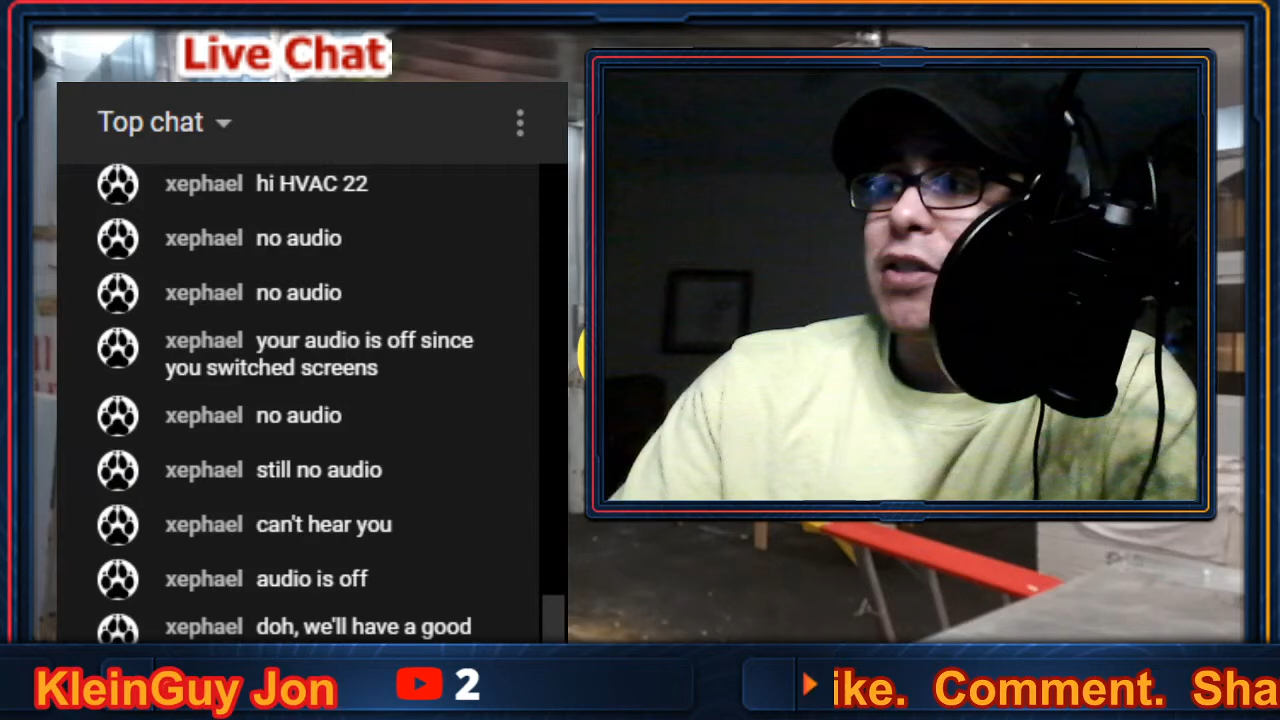 Live Chat
Top chat
xephael hi HVAC 22
xephael no audio
xephael no audio
xephael your audio is off since
you switched screens
xephael no audio
xephael still no audio
xephael can't hear you
xephael audio is off
xephael doh, we'll have a good
KleinGuy Jon
2
ike. Comment. Sha